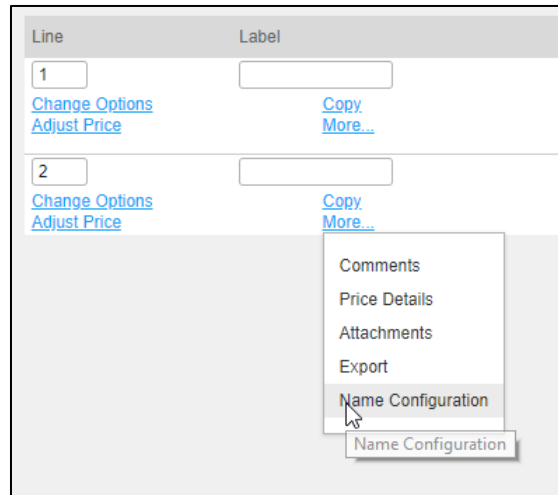 Line Label
1
Change Options Copy
Adjust Price More...
2
Change Options Copy
Adjust Price More...
Comments
Price Details
Attachments
Export
Name Configuration
Name Configuration